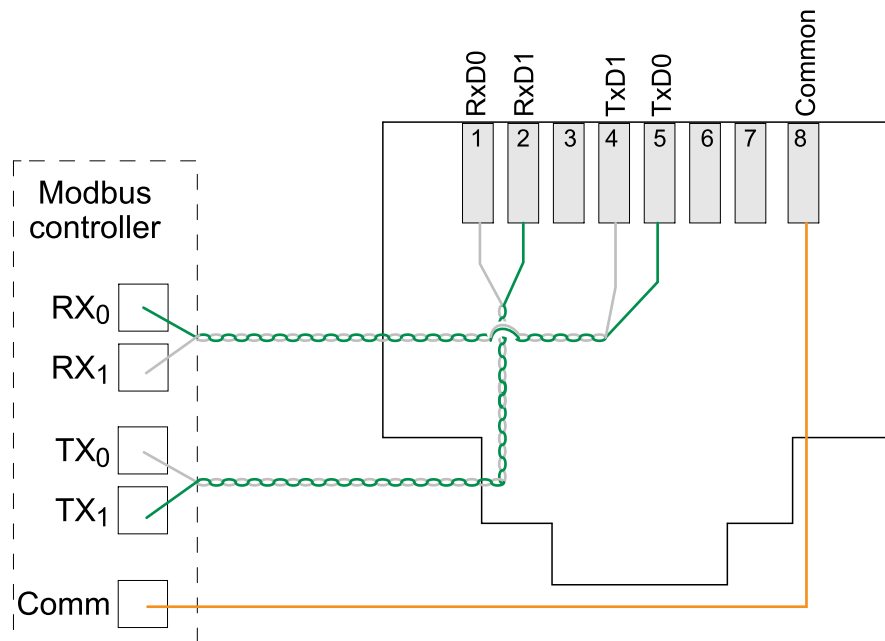 RxD0
RxD1
TxD1
TxD0
Common
1 2 3 4 5 6 7 8
Modbus
controller
RX0
RX1
TX0
TX1
Comm